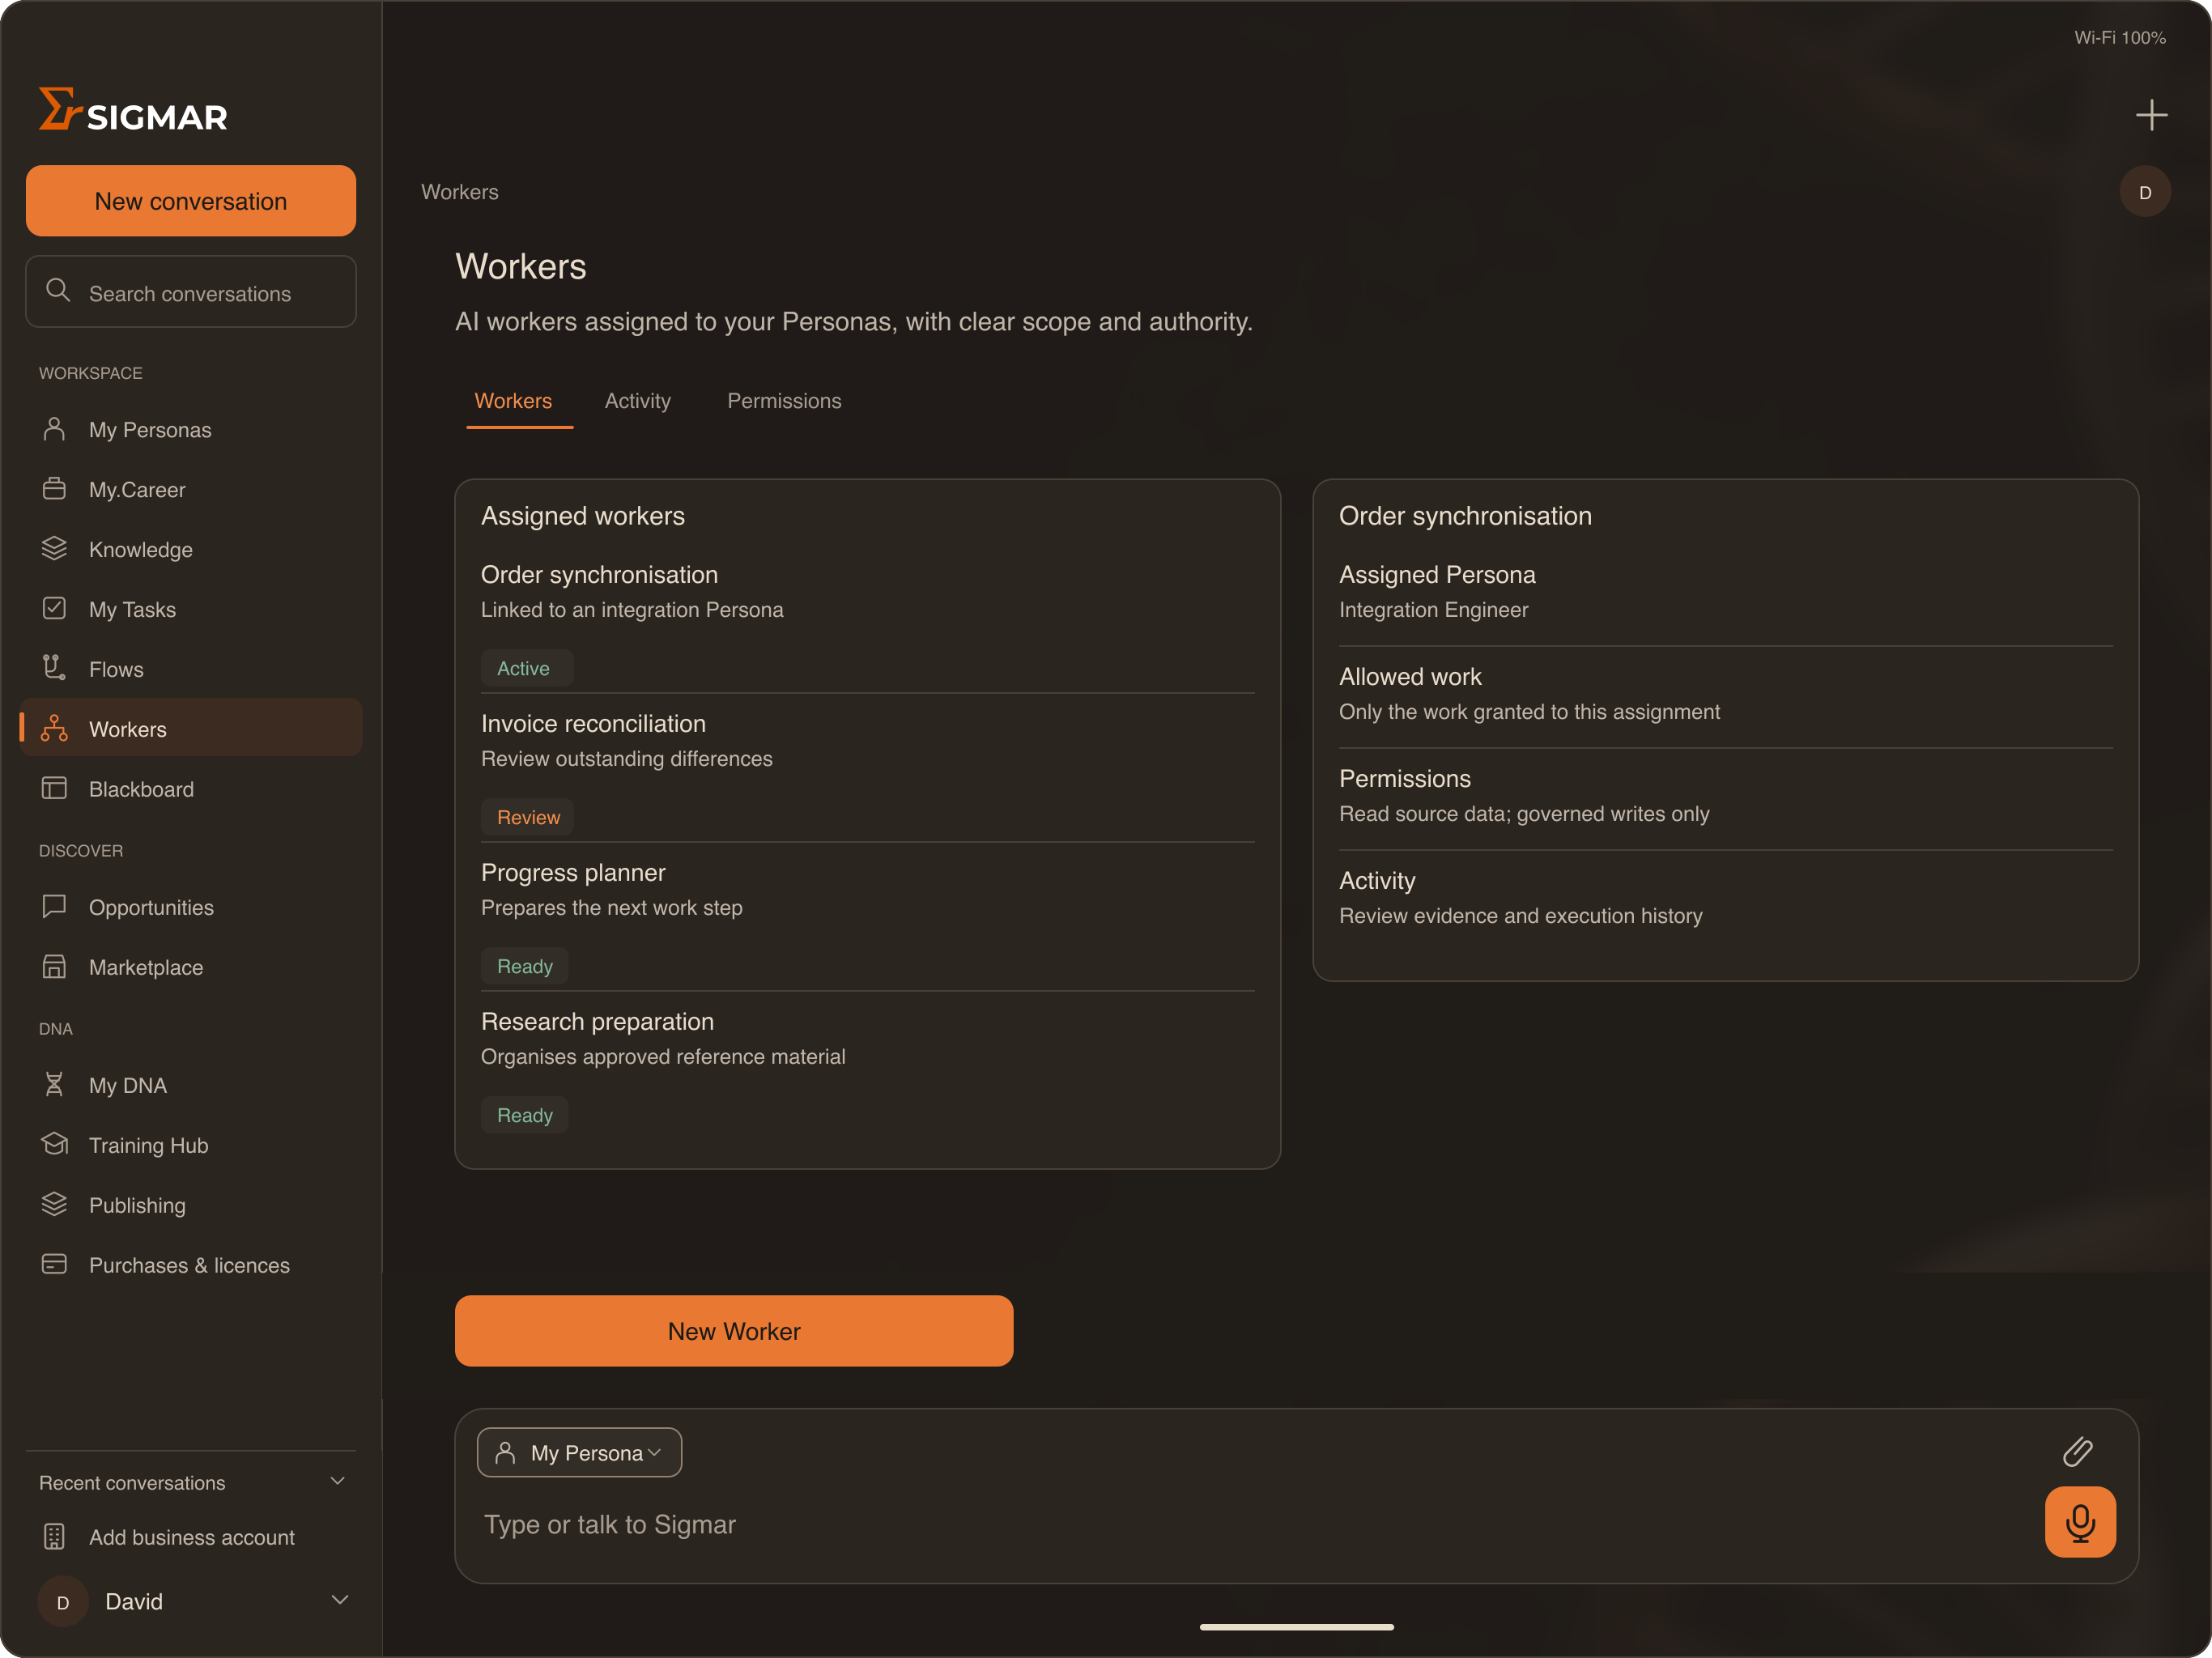 Wi-Fi 100%
Σr SIGMAR
New conversation
Search conversations
WORKSPACE
My Personas
My.Career
Knowledge
My Tasks
Flows
Workers
Blackboard
DISCOVER
Opportunities
Marketplace
DNA
My DNA
Training Hub
Publishing
Purchases & licences
Recent conversations
Add business account
D
David
Workers
D
Workers
AI workers assigned to your Personas, with clear scope and authority.
Workers
Activity
Permissions
Assigned workers
Order synchronisation
Linked to an integration Persona
Active
Invoice reconciliation
Review outstanding differences
Review
Progress planner
Prepares the next work step
Ready
Research preparation
Organises approved reference material
Ready
Order synchronisation
Assigned Persona
Integration Engineer
Allowed work
Only the work granted to this assignment
Permissions
Read source data; governed writes only
Activity
Review evidence and execution history
New Worker
My Persona
Type or talk to Sigmar